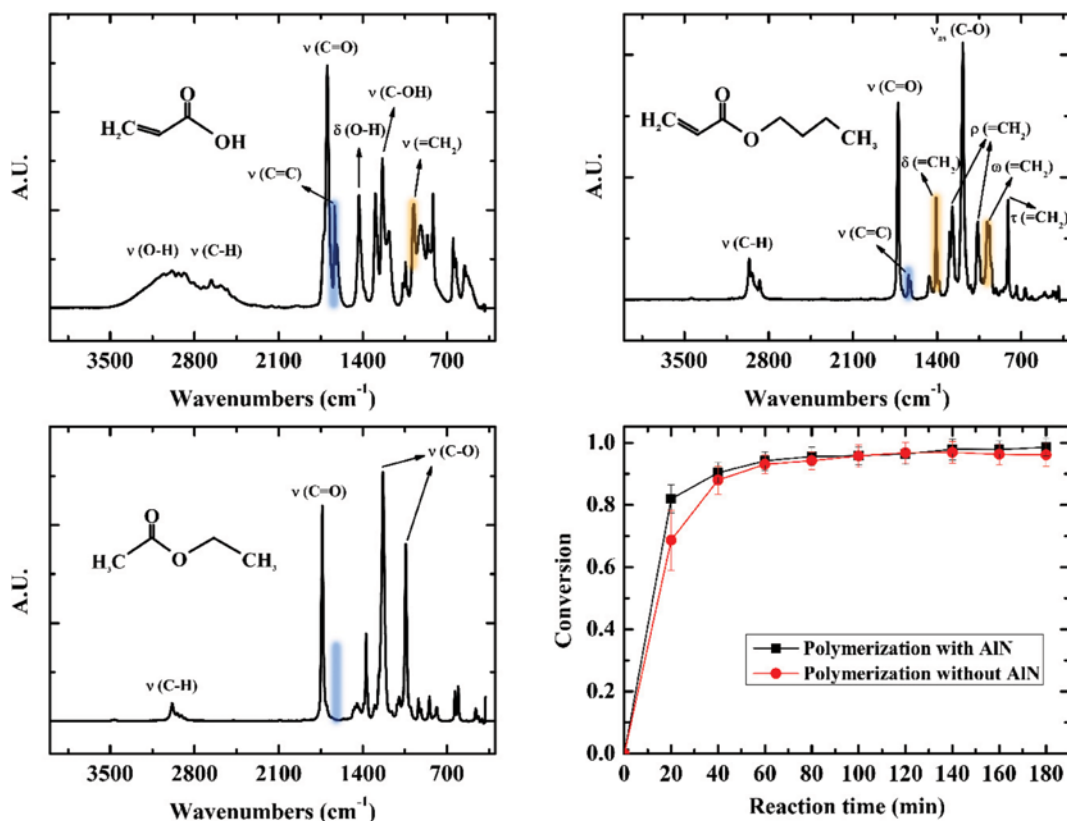 A.U.
ν (C=O)
ν (C-OH)
δ (O-H)
ν (=CH₂)
ν (C=C)
ν (O-H)
ν (C-H)
O
H₂C
OH
3500 2800 2100 1400 700
Wavenumbers (cm⁻¹)
A.U.
ν (C-O)
ν (C=O)
ρ (=CH₂)
δ (=CH₂)
ω (=CH₂)
ν (C=C)
τ (=CH₂)
ν (C-H)
O
H₂C
O
CH₃
3500 2800 2100 1400 700
Wavenumbers (cm⁻¹)
A.U.
ν (C-O)
ν (C=O)
ν (C-H)
O
H₃C
O
CH₃
3500 2800 2100 1400 700
Wavenumbers (cm⁻¹)
Conversion
1.0
0.8
0.6
0.4
0.2
0.0
Polymerization with AlN
Polymerization without AlN
0 20 40 60 80 100 120 140 160 180
Reaction time (min)